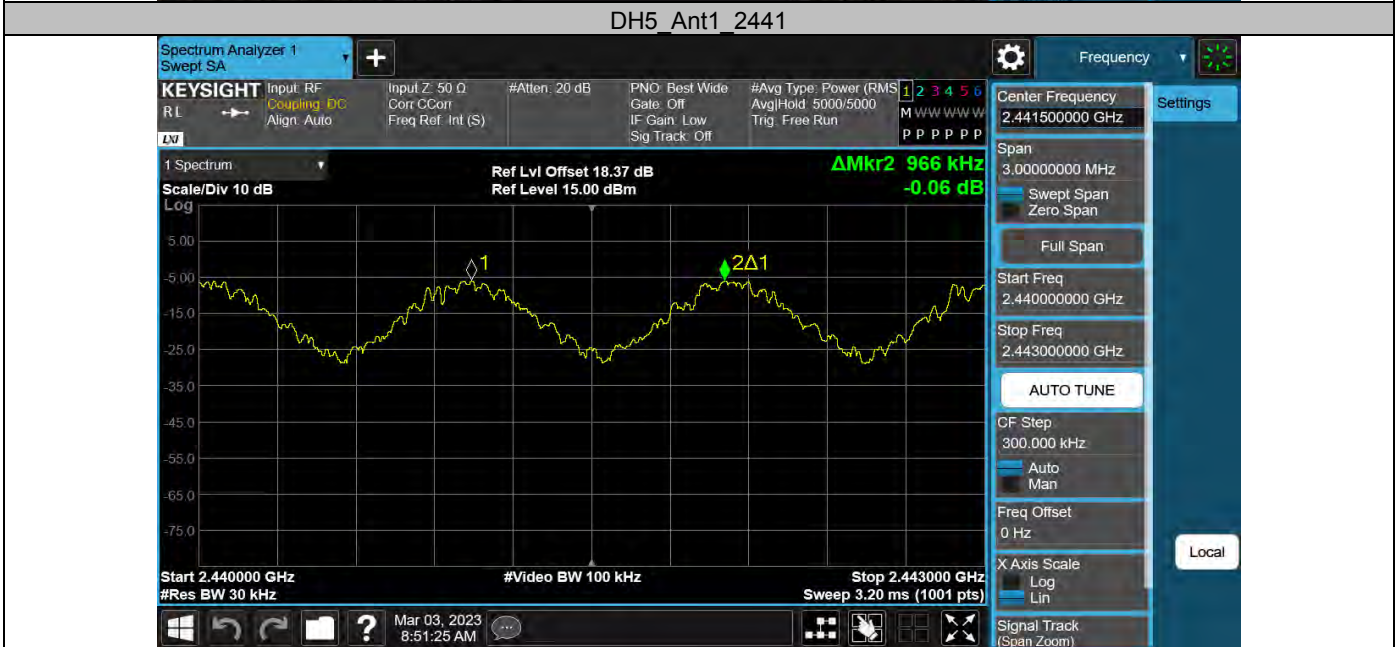 DH5_Ant1_2441
Spectrum Analyzer 1
Swept SA
+
Frequency
KEYSIGHT
RL
LXI
Input: RF
Coupling: DC
Align: Auto
Input Z: 50 Ω
Corr CCorr
Freq Ref: Int (S)
#Atten: 20 dB
PNO: Best Wide
Gate: Off
IF Gain: Low
Sig Track: Off
#Avg Type: Power (RMS
Avg|Hold: 5000/5000
Trig: Free Run
1 2 3 4 5 6
M W W W W W
P P P P P P
1 Spectrum
Scale/Div 10 dB
Log
Ref Lvl Offset 18.37 dB
Ref Level 15.00 dBm
ΔMkr2 966 kHz
-0.06 dB
5.00
-5.00
-15.0
-25.0
-35.0
-45.0
-55.0
-65.0
-75.0
1
2Δ1
Start 2.440000 GHz
#Res BW 30 kHz
#Video BW 100 kHz
Stop 2.443000 GHz
Sweep 3.20 ms (1001 pts)
Mar 03, 2023
8:51:25 AM
?
Center Frequency
2.441500000 GHz
Settings
Span
3.00000000 MHz
Swept Span
Zero Span
Full Span
Start Freq
2.440000000 GHz
Stop Freq
2.443000000 GHz
AUTO TUNE
CF Step
300.000 kHz
Auto
Man
Freq Offset
0 Hz
Local
X Axis Scale
Log
Lin
Signal Track
(Span Zoom)